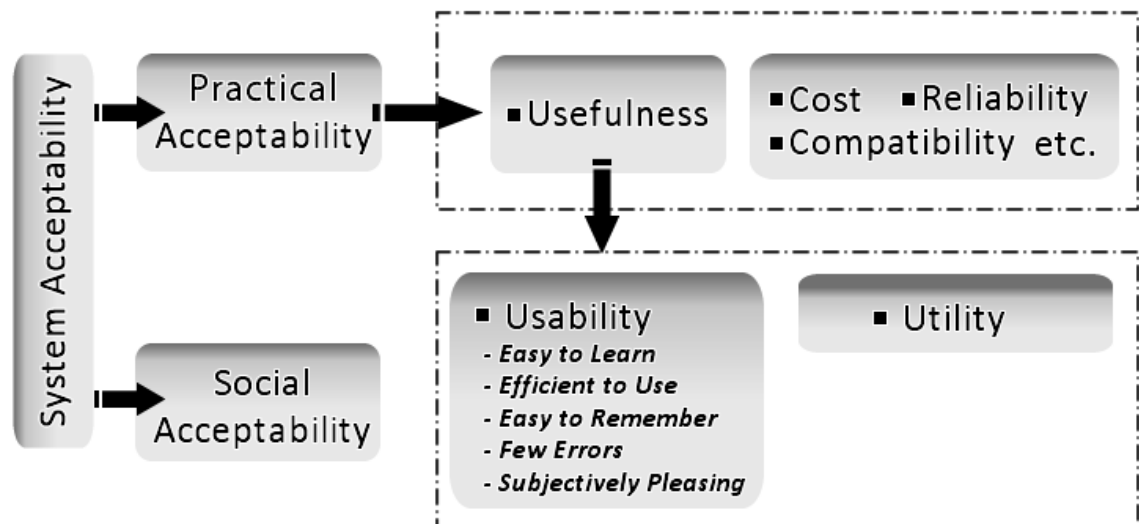 System Acceptability
Practical
Acceptability
▪ Usefulness
▪ Cost ▪ Reliability
▪ Compatibility etc.
▪ Usability
- Easy to Learn
- Efficient to Use
- Easy to Remember
- Few Errors
- Subjectively Pleasing
▪ Utility
Social
Acceptability